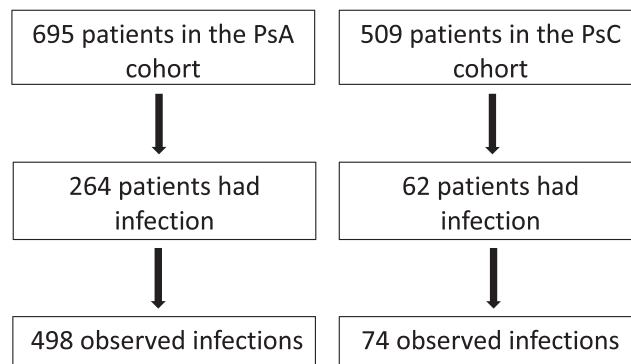 695 patients in the PsA
cohort
509 patients in the PsC
cohort
264 patients had
infection
62 patients had
infection
498 observed infections
74 observed infections